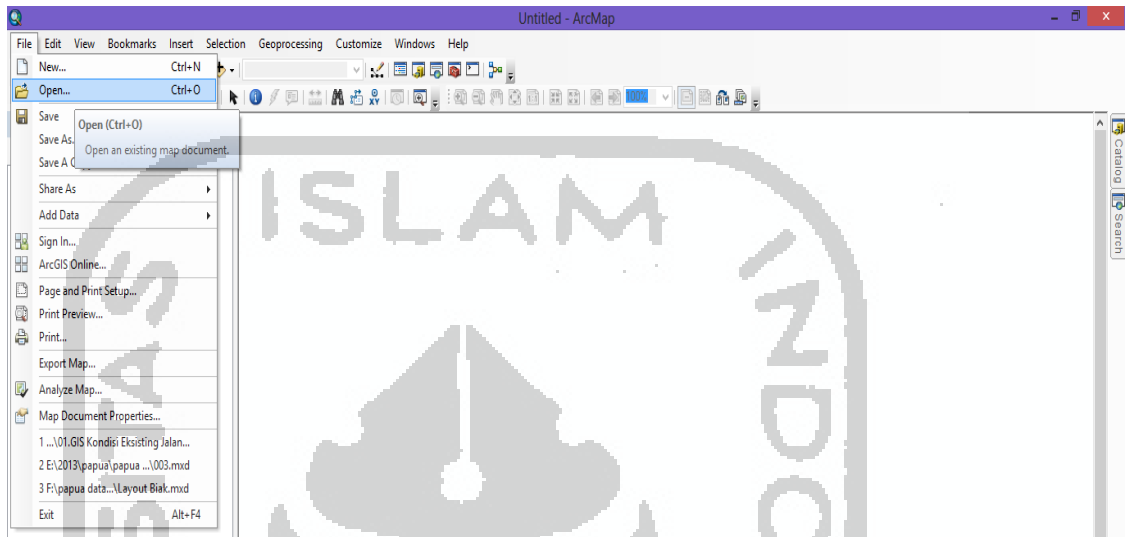 Untitled - ArcMap
File Edit View Bookmarks Insert Selection Geoprocessing Customize Windows Help
New... Ctrl+N
Open... Ctrl+O
Save
Open (Ctrl+O)
Save As.
Open an existing map document.
Save A
Share As
Add Data
Sign In...
ArcGIS Online...
Page and Print Setup...
Print Preview...
Print...
Export Map...
Analyze Map...
Map Document Properties...
1 ...\01.GIS Kondisi Eksisting Jalan...
2 E:\2013\papua\papua ...\003.mxd
3 F:\papua data...\Layout Biak.mxd
Exit Alt+F4
Catalog
Search
ISLAM